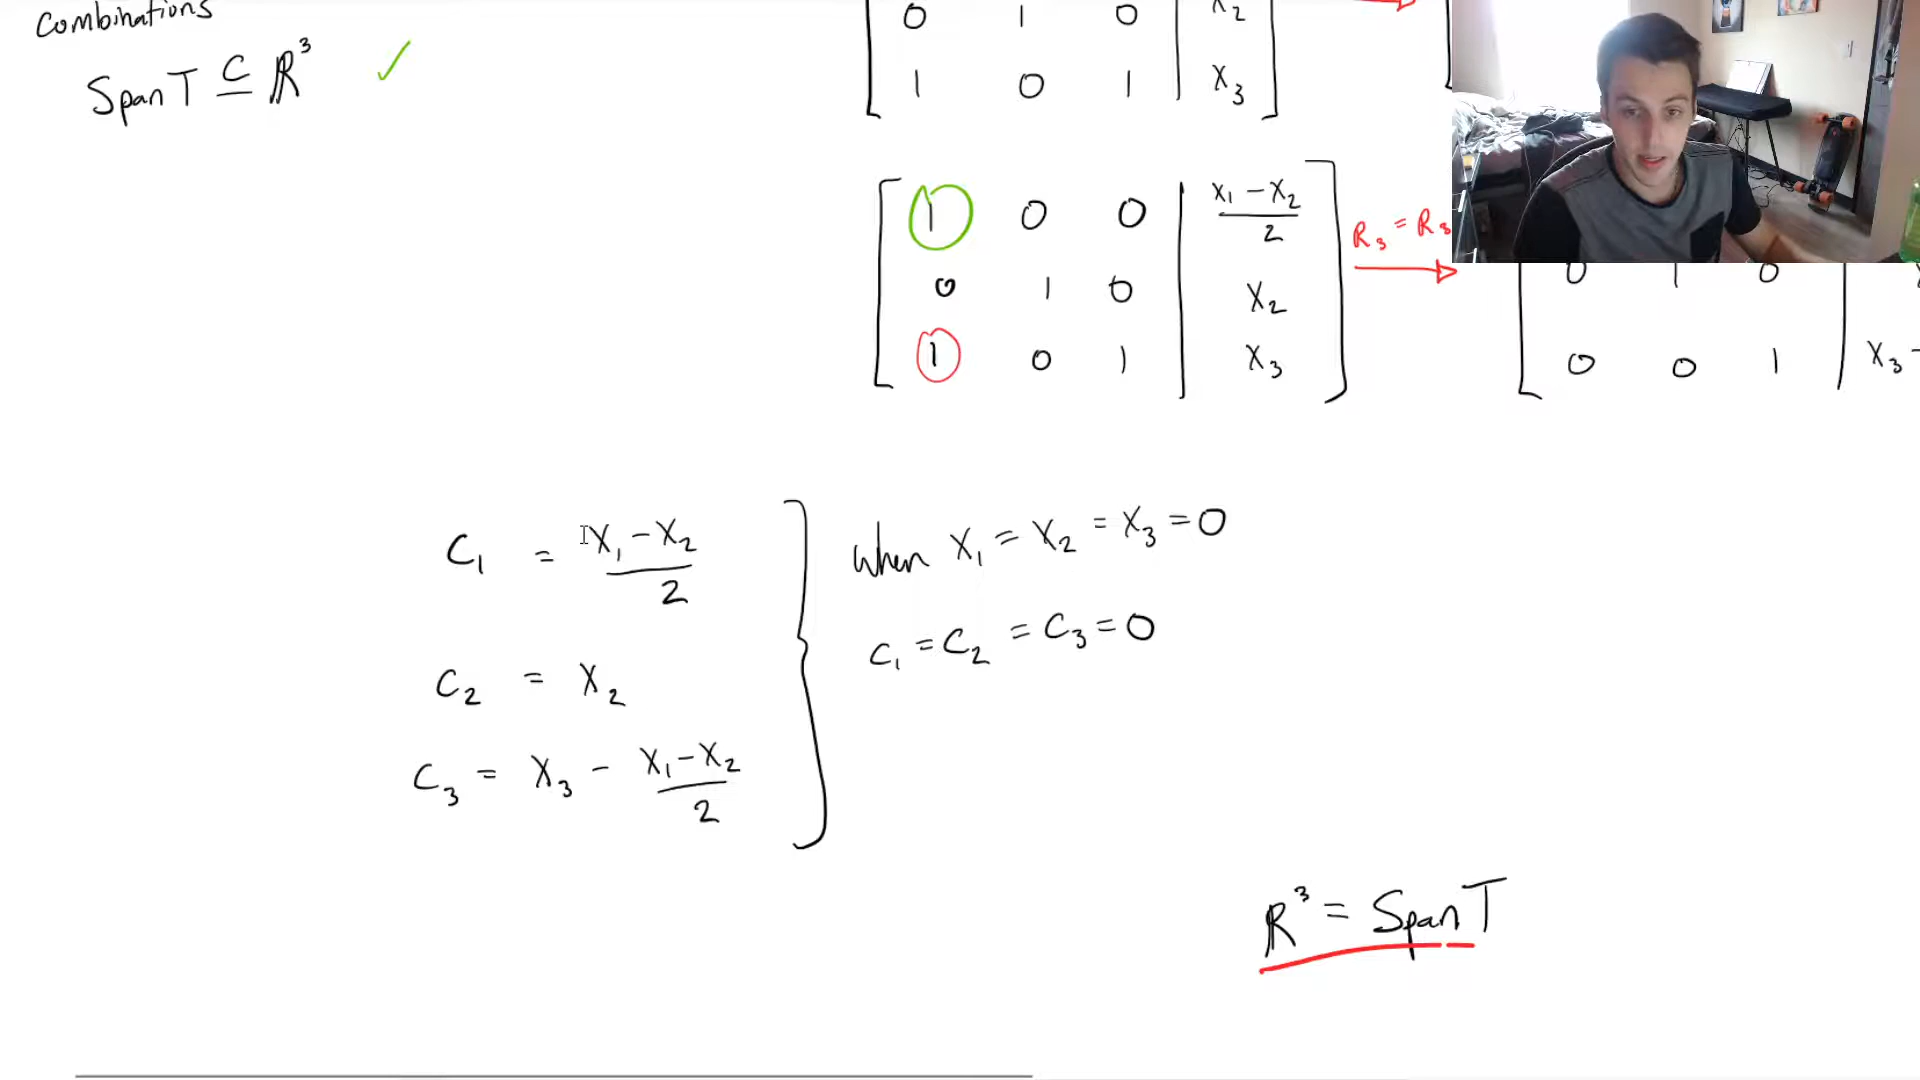 Combinations
Span T ⊆ ℝ³ ✓
0 1 0 | x₂
1 0 1 | x₃
1 0 0 | (x₁ - x₂)/2
0 1 0 | x₂
1 0 1 | x₃
R₃ = R₃
0 1 0
0 0 1 | x₃ -
C₁ = (x₁ - x₂)/2
C₂ = x₂
C₃ = x₃ - (x₁ - x₂)/2
when x₁ = x₂ = x₃ = 0
C₁ = C₂ = C₃ = 0
ℝ³ = Span T